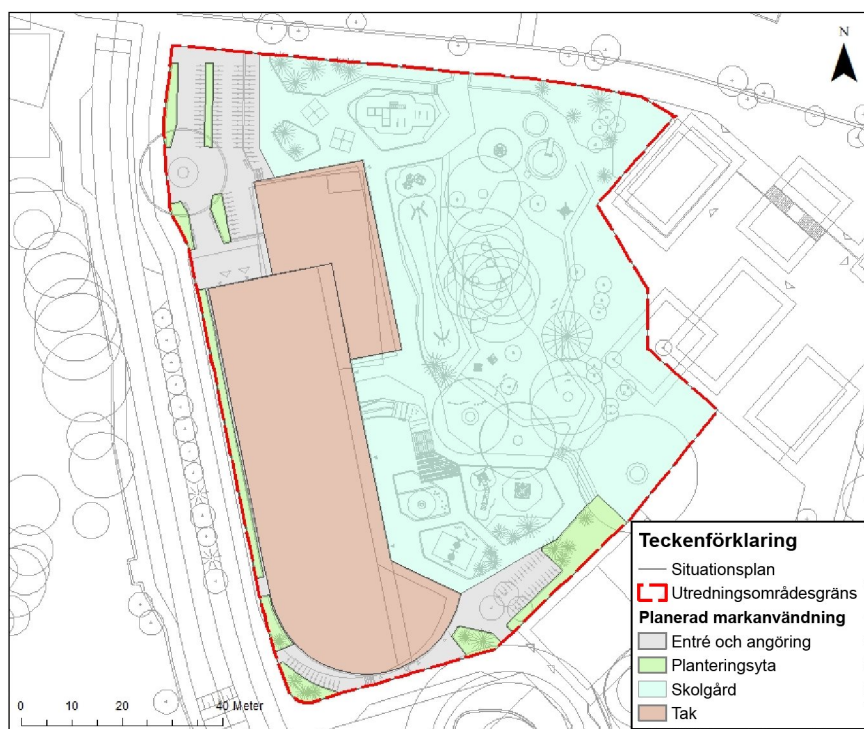 N
Teckenförklaring
Situationsplan
Utredningsområdesgräns
Planerad markanvändning
Entré och angöring
Planteringsyta
Skolgård
Tak
0 10 20 40 Meter